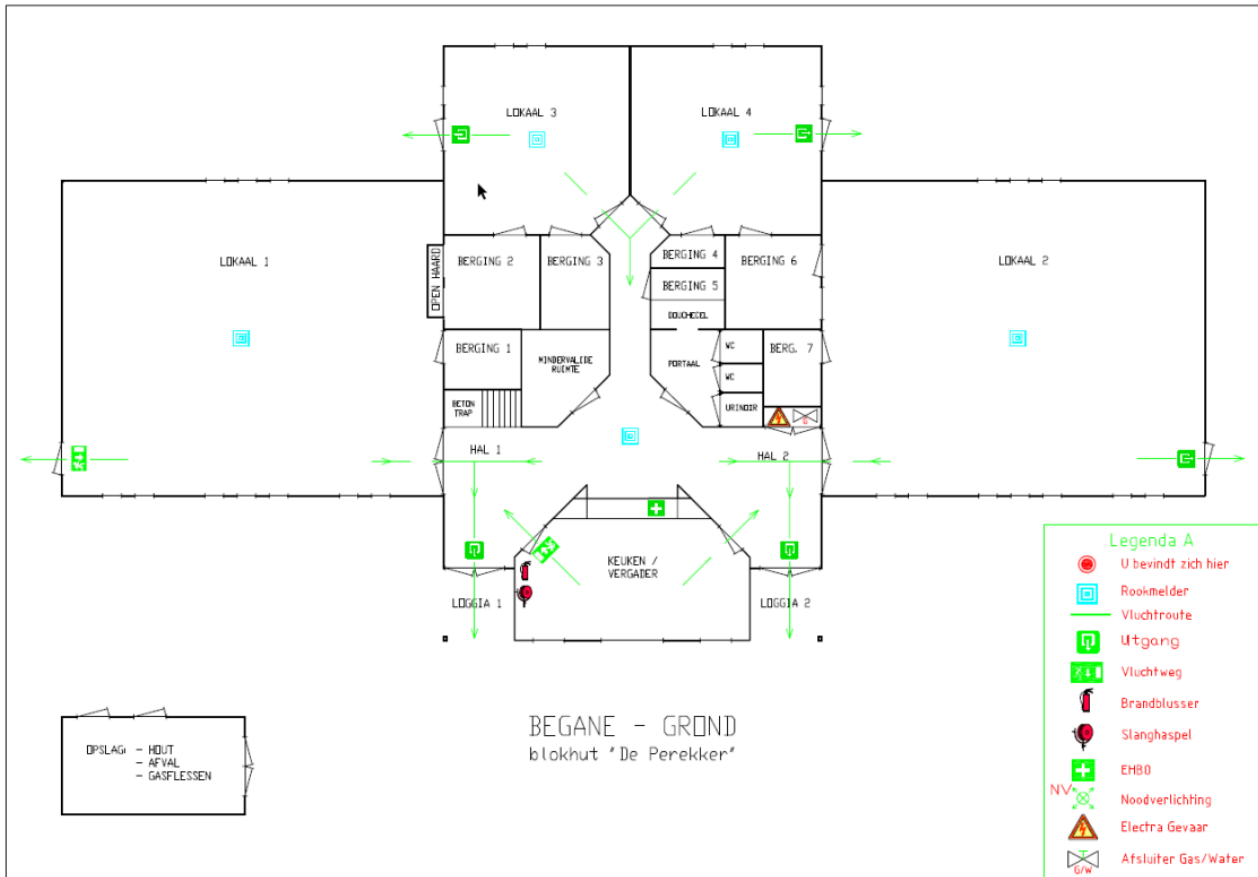 LOKAAL 3
LOKAAL 4
LOKAAL 1
OPEN HAARD
BERGING 2
BERGING 3
BERGING 4
BERGING 5
BERGING 6
LOKAAL 2
DOUCHECEL
BERGING 1
MINDERVALIDE
RUIMTE
PORTAAL
WC
WC
URINOIR
BERG. 7
BETON
TRAP
G
HAL 1
HAL 2
KEUKEN /
VERGADER
LOGGIA 1
LOGGIA 2
BEGANE - GROND
blokhut "De Perekker"
OPSLAG: - HOUT
- AFVAL
- GASFLESSEN
Legenda A
U bevindt zich hier
Rookmelder
Vluchtroute
Uitgang
Vluchtweg
Brandblusser
Slanghaspel
EHBO
NV
Noodverlichting
Electra Gevaar
Afsluiter Gas/Water
G/W